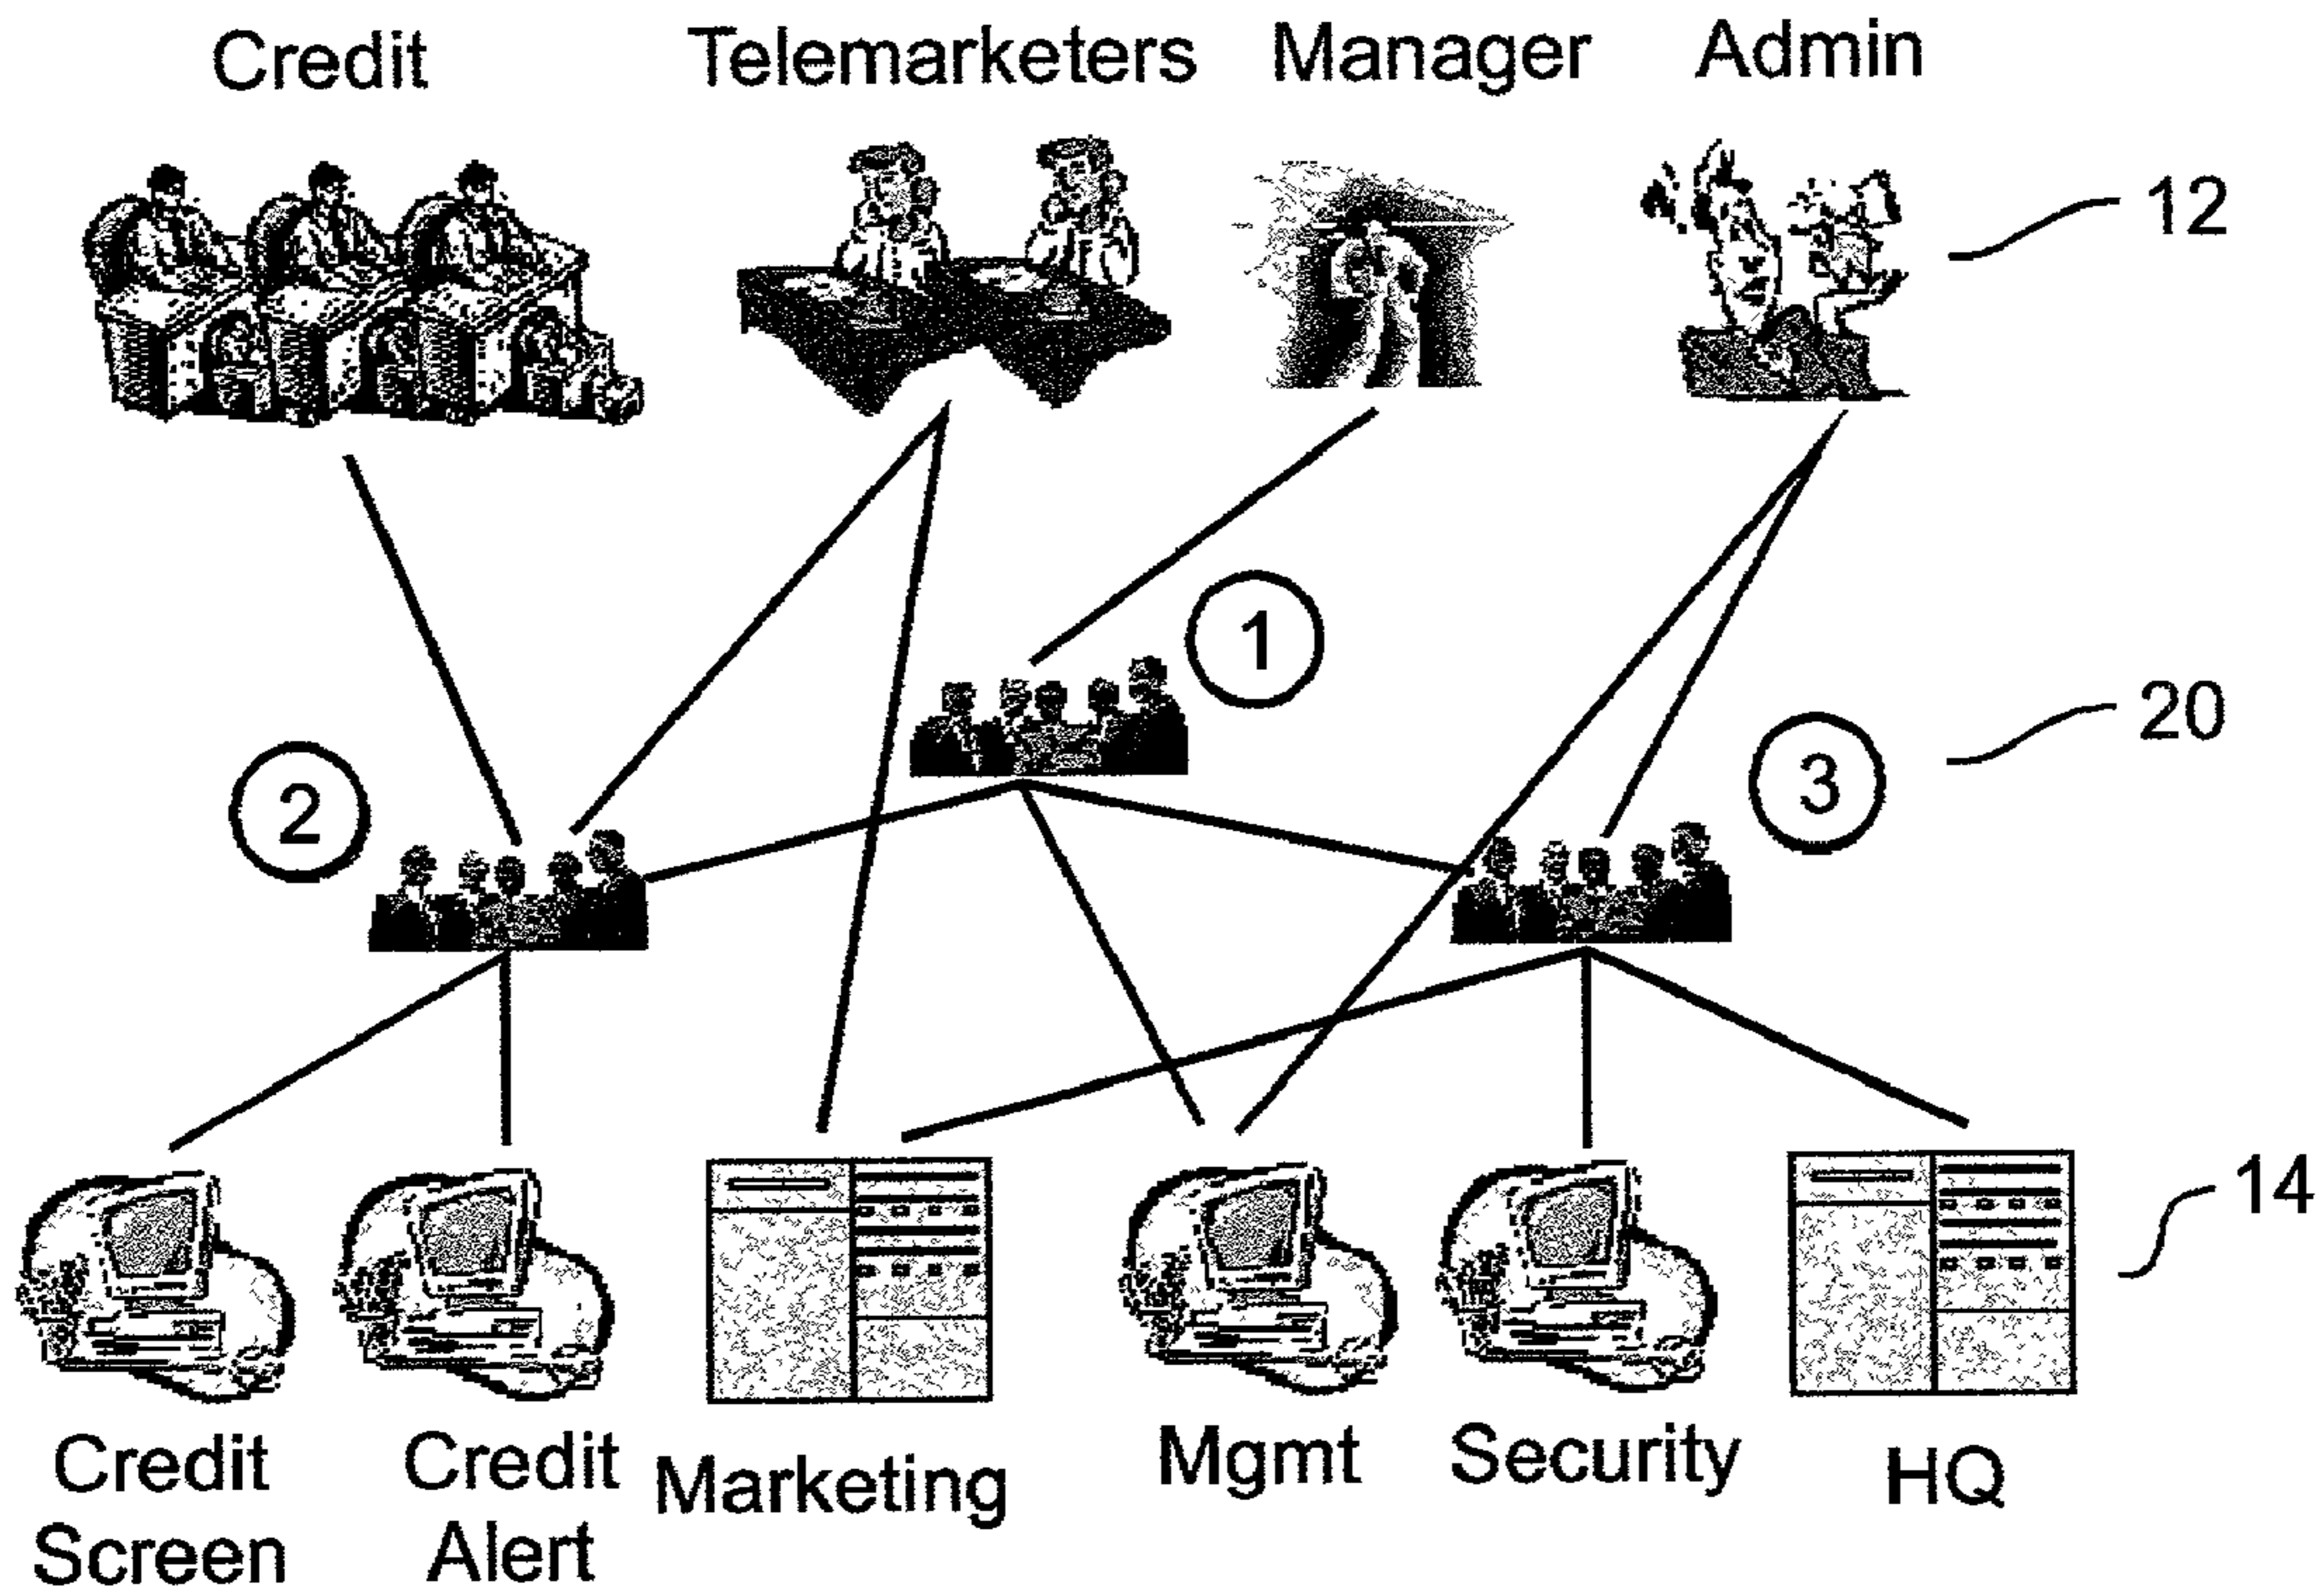 Credit
Telemarketers
Manager
Admin
12
1
20
2
3
14
Credit
Screen
Credit
Alert
Marketing
Mgmt
Security
HQ